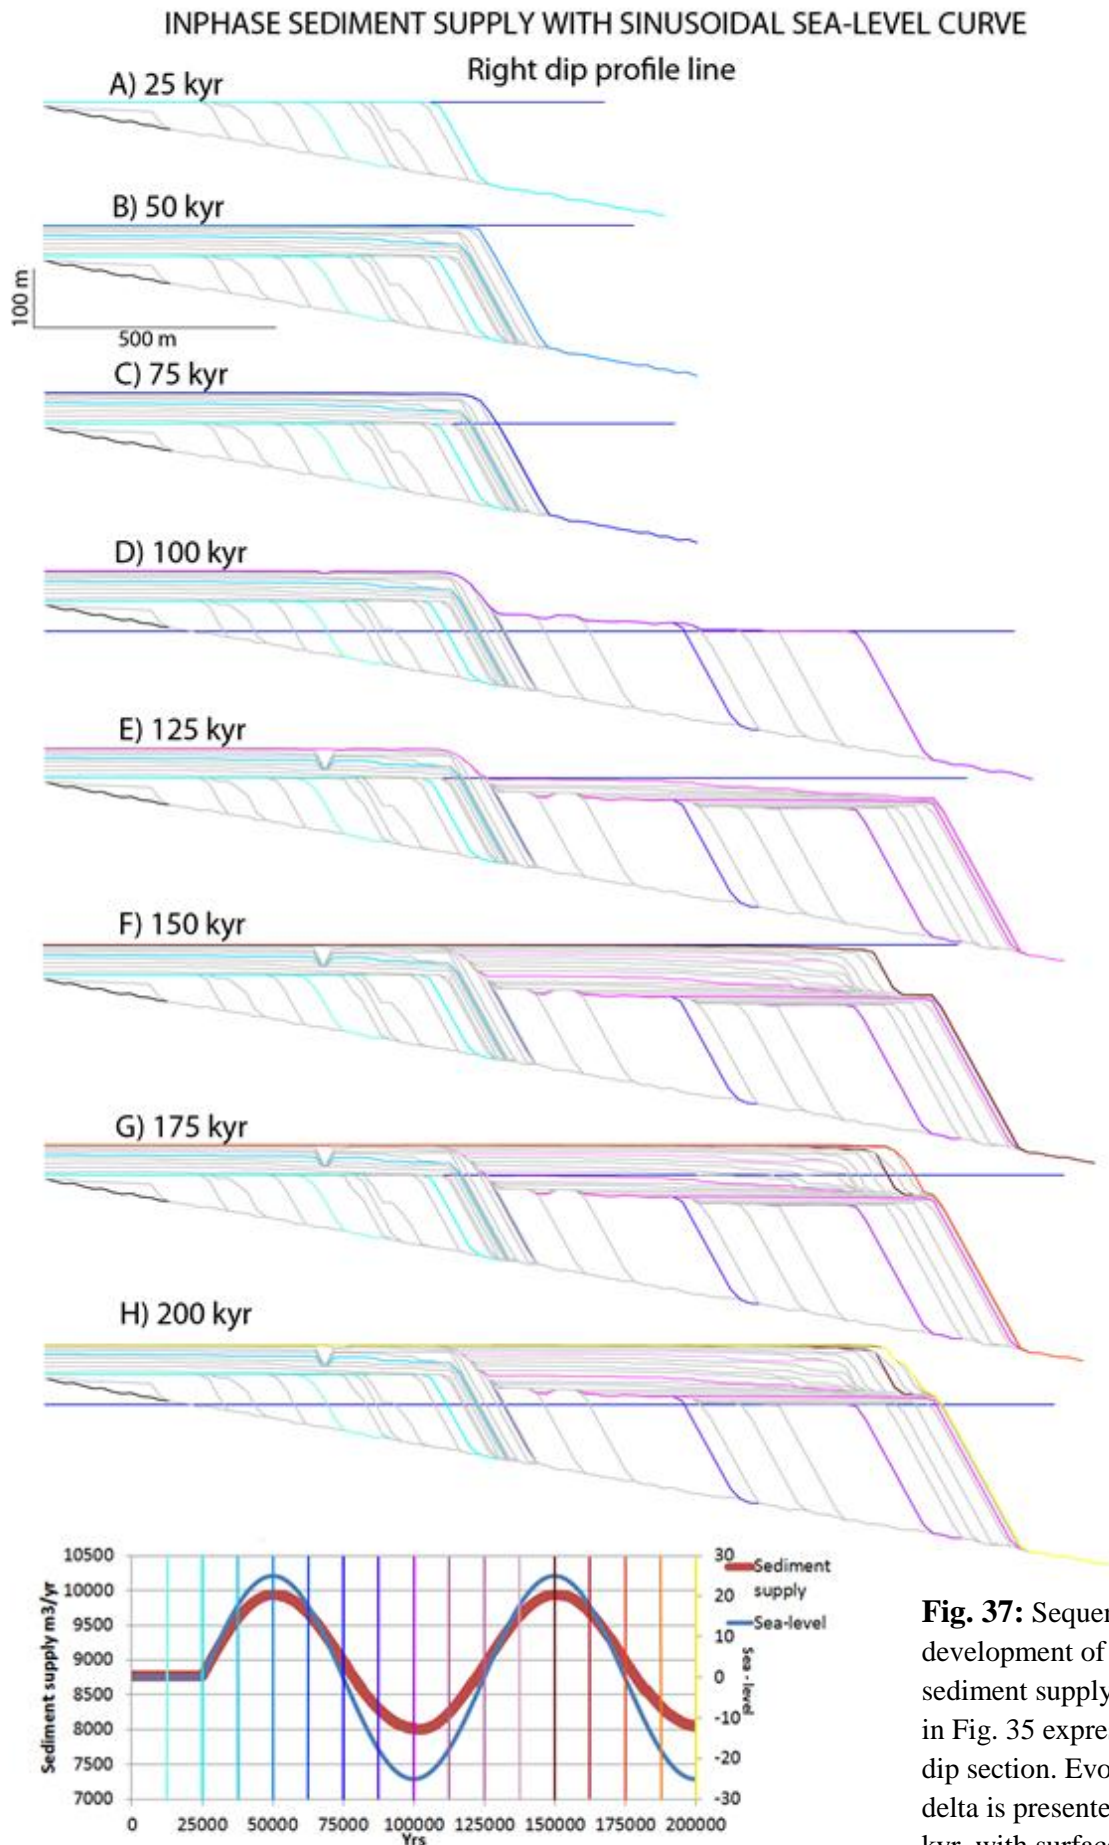 INPHASE SEDIMENT SUPPLY WITH SINUSOIDAL SEA-LEVEL CURVE
Right dip profile line
A) 25 kyr
B) 50 kyr
100 m
500 m
C) 75 kyr
D) 100 kyr
E) 125 kyr
F) 150 kyr
G) 175 kyr
H) 200 kyr
Sediment supply m3/yr
10500
10000
9500
9000
8500
8000
7500
7000
0 25000 50000 75000 100000 125000 150000 175000 200000
Yrs
30
20
10
0
-10
-20
-30
Sea - level
Sediment
supply
Sea-level
Fig. 37: Sequen
development of
sediment supply
in Fig. 35 expre
dip section. Evo
delta is presente
kyr, with surface